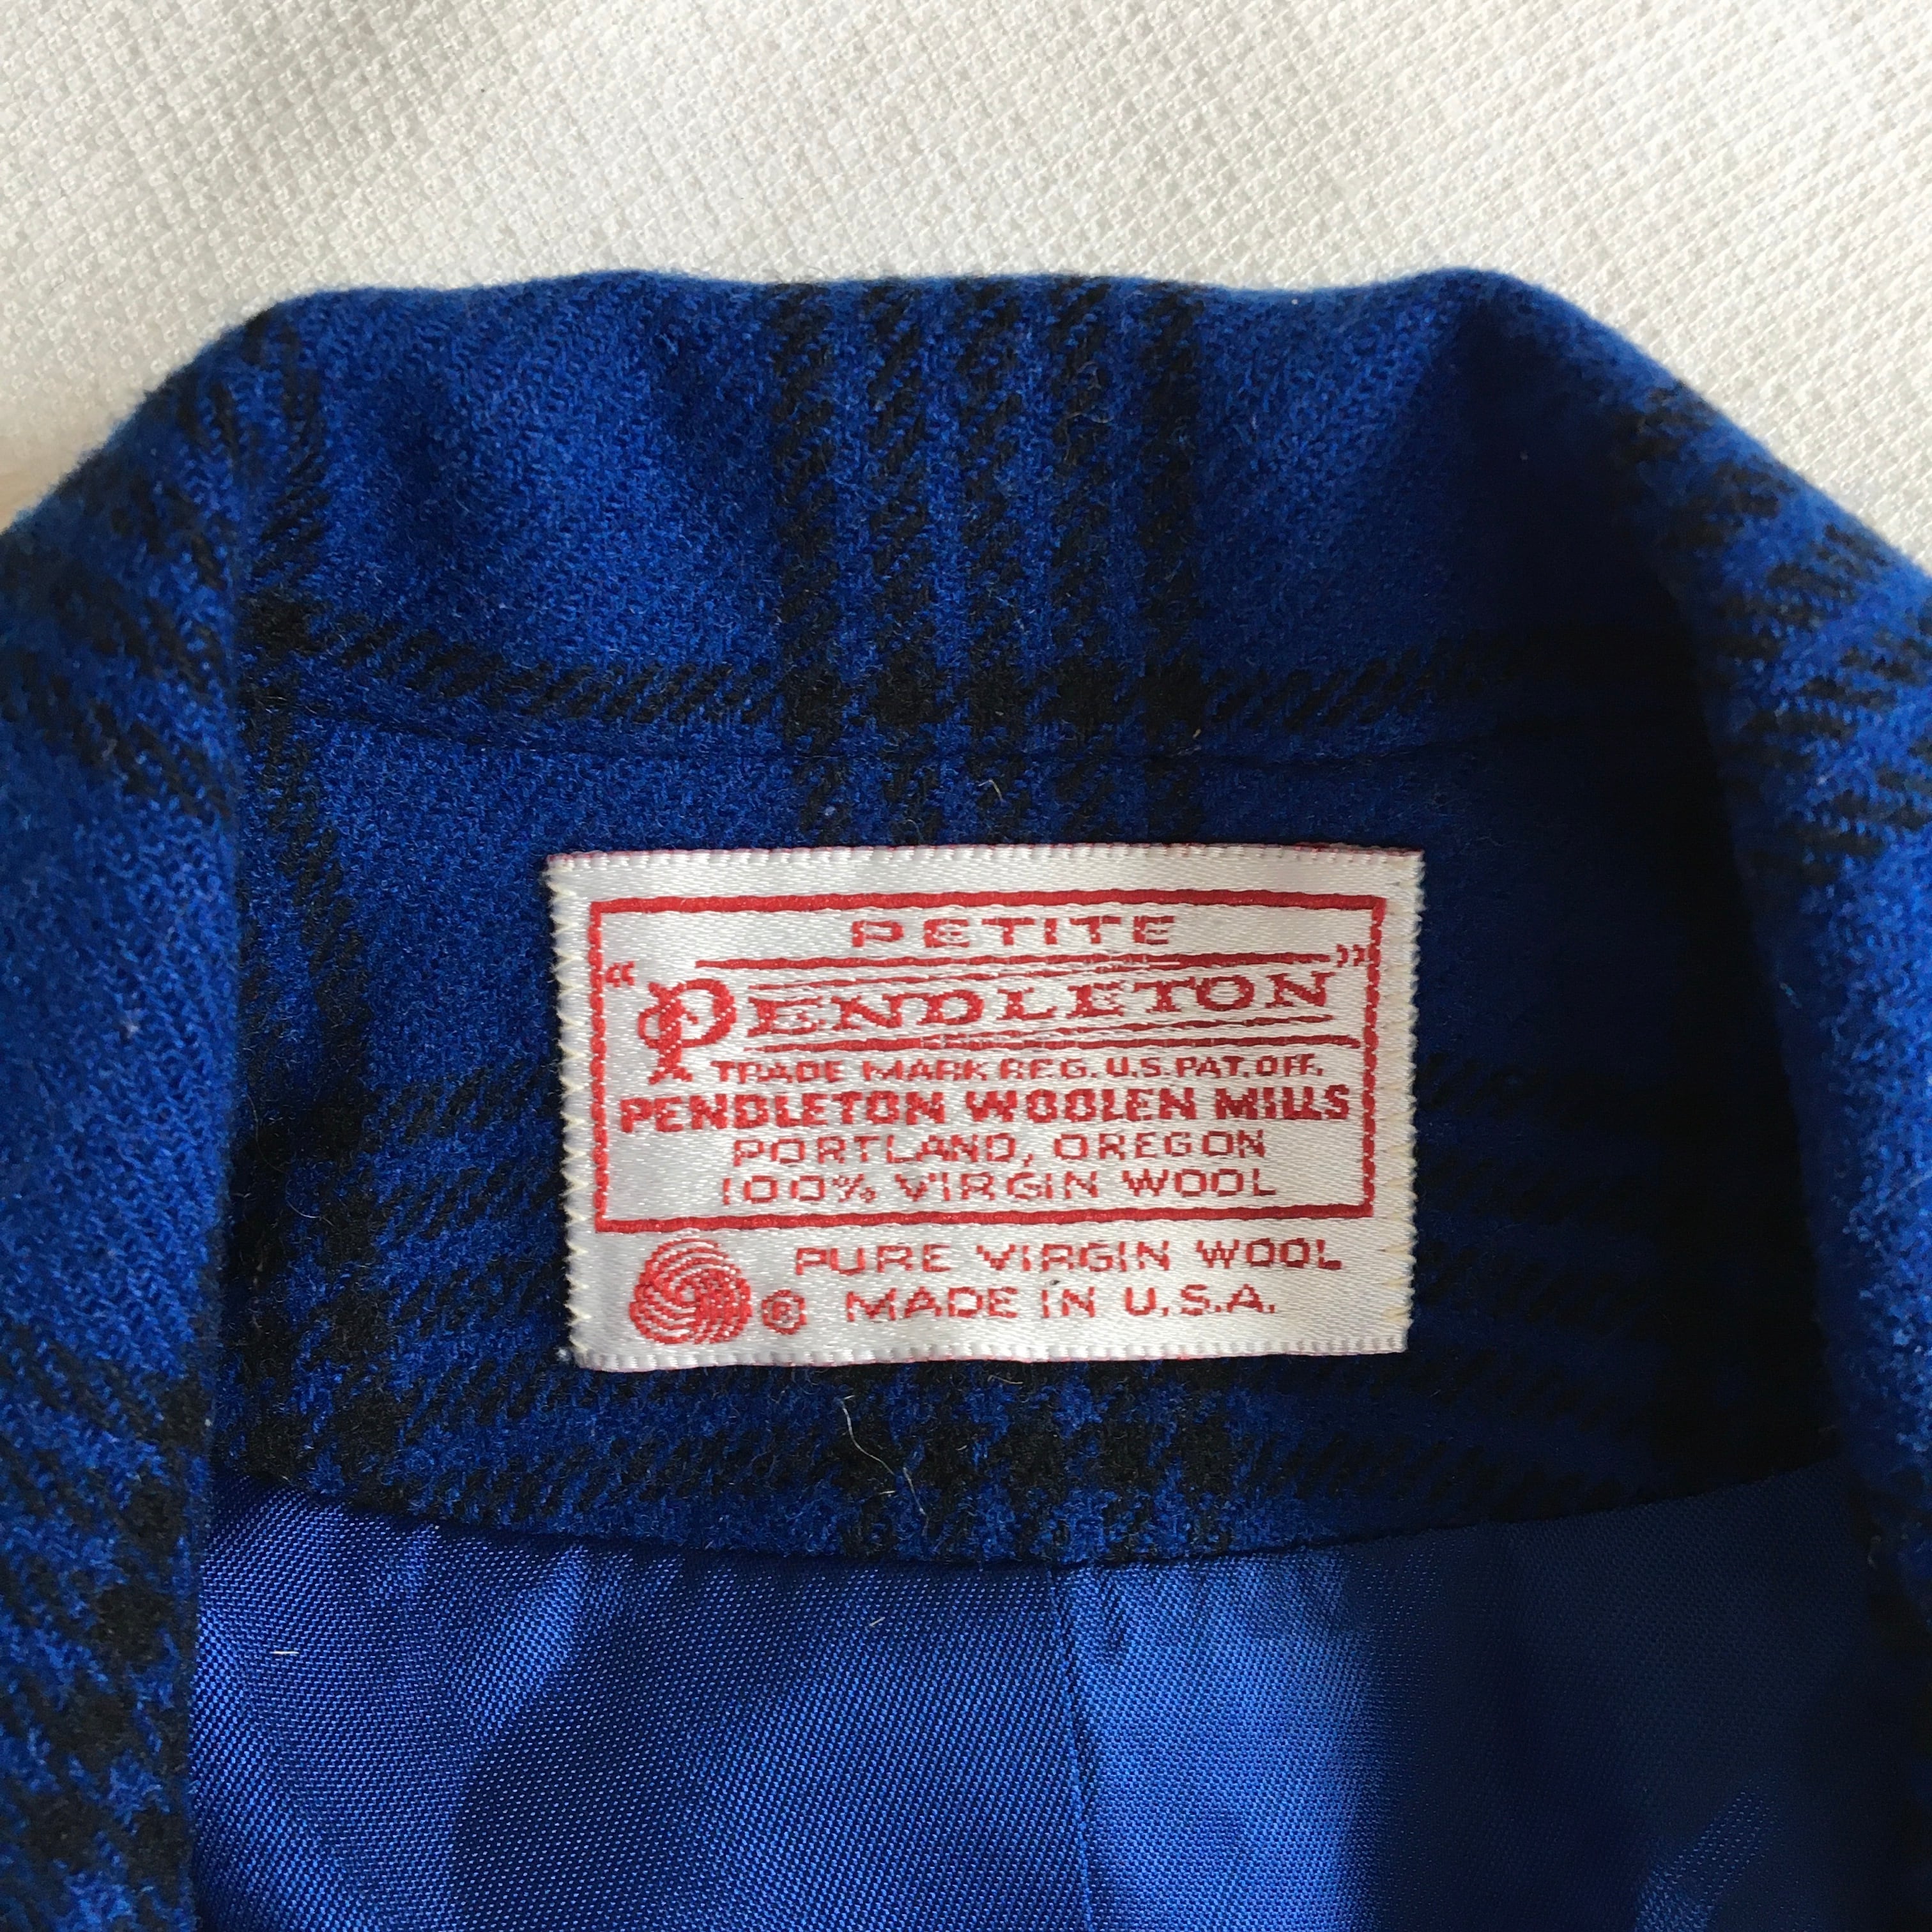 PETITE
"PENDLETON"
TRADE MARK REG. U.S. PAT. OFF.
PENDLETON WOOLEN MILLS
PORTLAND, OREGON
100% VIRGIN WOOL
PURE VIRGIN WOOL
® MADE IN U.S.A.